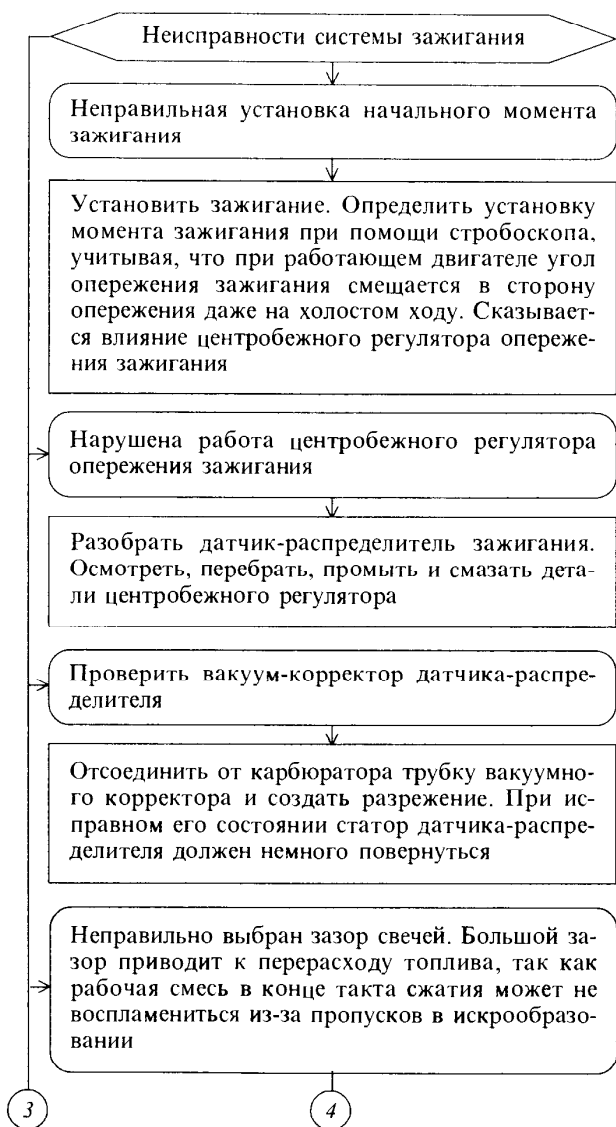 Неисправности системы зажигания
Неправильная установка начального момента
зажигания
Установить зажигание. Определить установку
момента зажигания при помощи стробоскопа,
учитывая, что при работающем двигателе угол
опережения зажигания смещается в сторону
опережения даже на холостом ходу. Сказывает-
ся влияние центробежного регулятора опереже-
ния зажигания
Нарушена работа центробежного регулятора
опережения зажигания
Разобрать датчик-распределитель зажигания.
Осмотреть, перебрать, промыть и смазать дета-
ли центробежного регулятора
Проверить вакуум-корректор датчика-распре-
делителя
Отсоединить от карбюратора трубку вакуумно-
го корректора и создать разрежение. При ис-
правном его состоянии статор датчика-распре-
делителя должен немного повернуться
Неправильно выбран зазор свечей. Большой за-
зор приводит к перерасходу топлива, так как
рабочая смесь в конце такта сжатия может не
воспламениться из-за пропусков в искрообразо-
вании
3 4